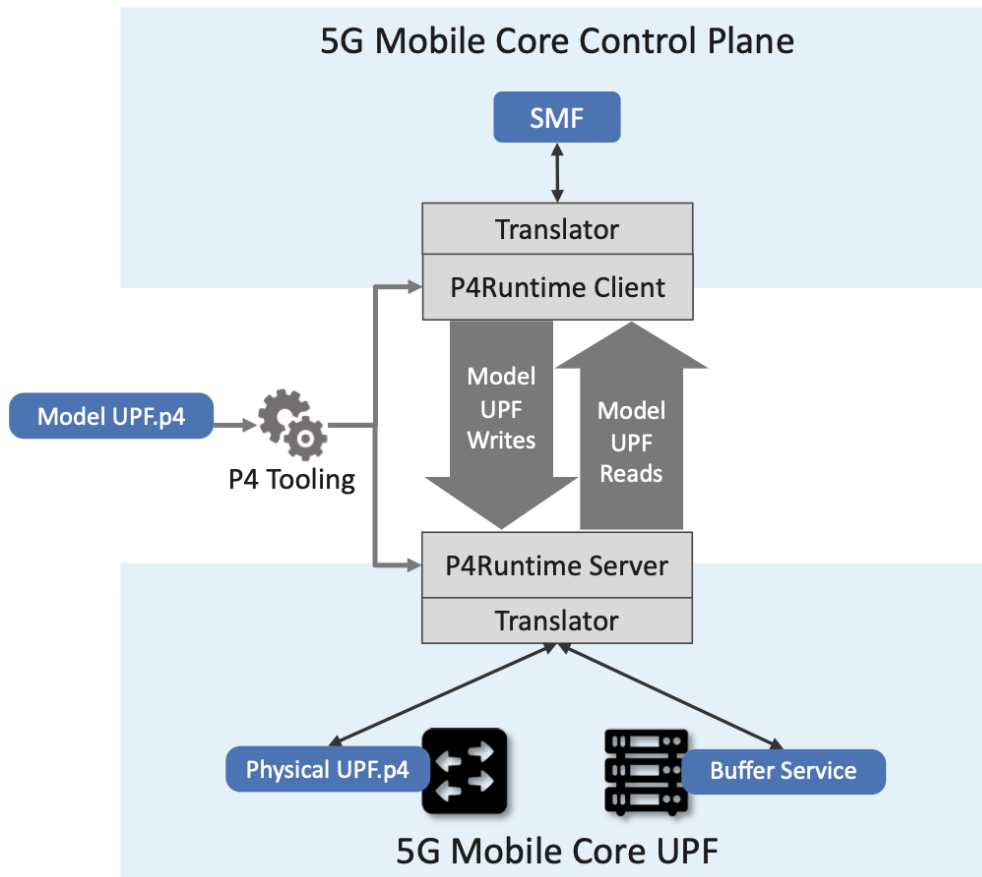 5G Mobile Core Control Plane
SMF
Translator
P4Runtime Client
Model
UPF
Writes
Model
UPF
Reads
Model UPF.p4
P4 Tooling
P4Runtime Server
Translator
Physical UPF.p4
Buffer Service
5G Mobile Core UPF